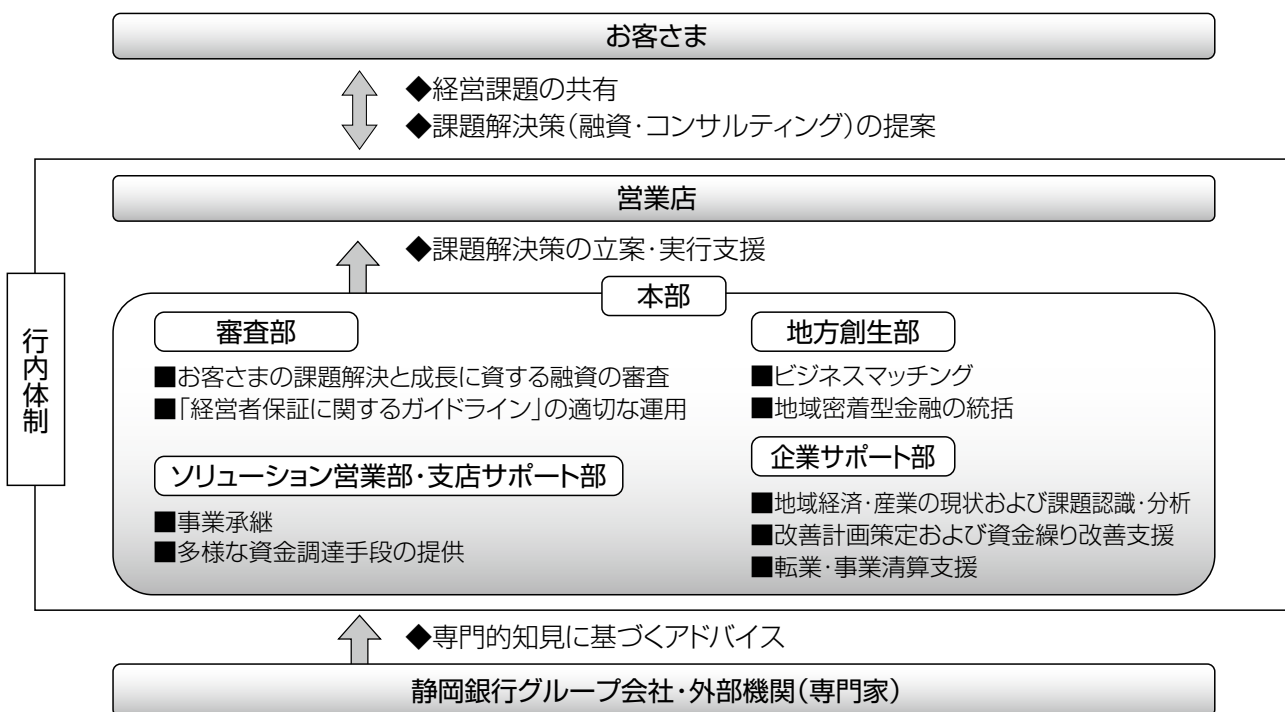 お客さま
◆経営課題の共有
◆課題解決策(融資・コンサルティング)の提案
営業店
◆課題解決策の立案・実行支援
行内体制
本部
審査部
■お客さまの課題解決と成長に資する融資の審査
■「経営者保証に関するガイドライン」の適切な運用
ソリューション営業部・支店サポート部
■事業承継
■多様な資金調達手段の提供
地方創生部
■ビジネスマッチング
■地域密着型金融の統括
企業サポート部
■地域経済・産業の現状および課題認識・分析
■改善計画策定および資金繰り改善支援
■転業・事業清算支援
◆専門的知見に基づくアドバイス
静岡銀行グループ会社・外部機関(専門家)